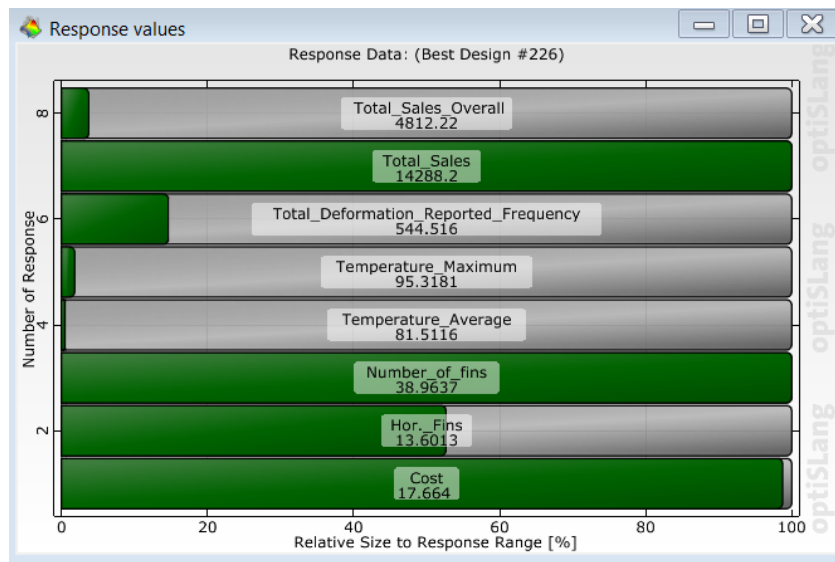 Response values
Response Data: (Best Design #226)
Total_Sales_Overall
4812.22
Total_Sales
14288.2
Total_Deformation_Reported_Frequency
544.516
Temperature_Maximum
95.3181
Temperature_Average
81.5116
Number_of_fins
38.9637
Hor._Fins
13.6013
Cost
17.664
8
6
4
2
Number of Response
0 20 40 60 80 100
Relative Size to Response Range [%]
optiSLang
optiSLang
optiSLang